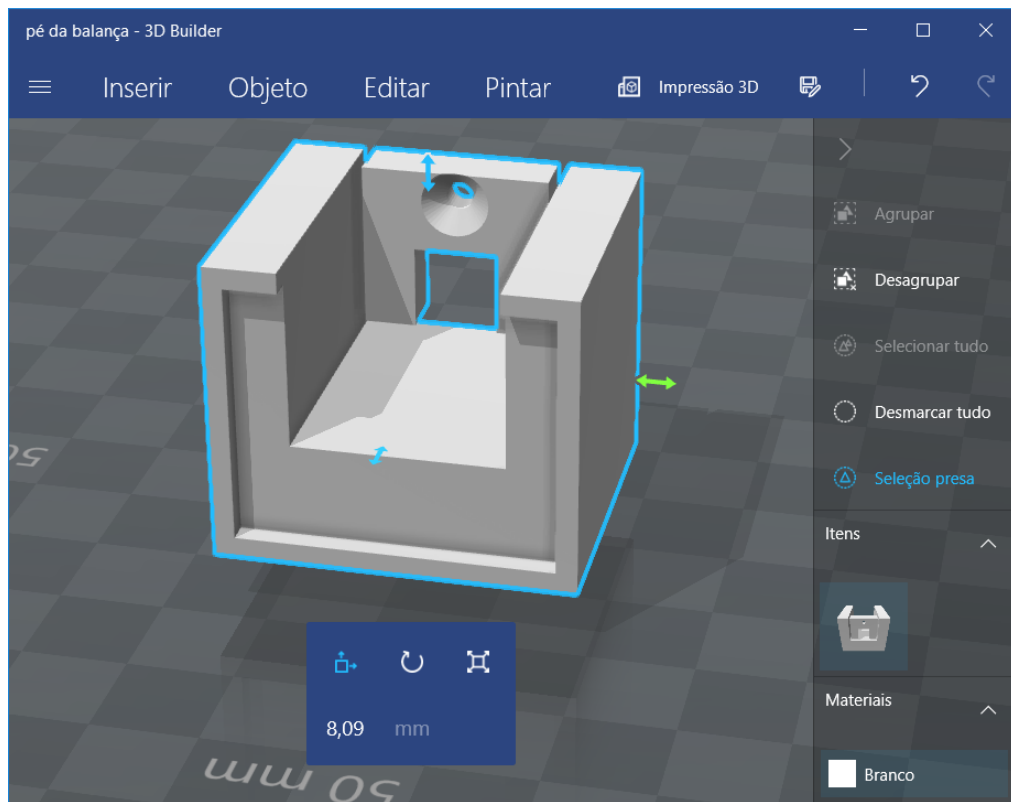 pé da balança - 3D Builder
Inserir Objeto Editar Pintar Impressão 3D
Agrupar
Desagrupar
Selecionar tudo
Desmarcar tudo
50
Seleção presa
Itens
8,09 mm
Materiais
50 mm
Branco